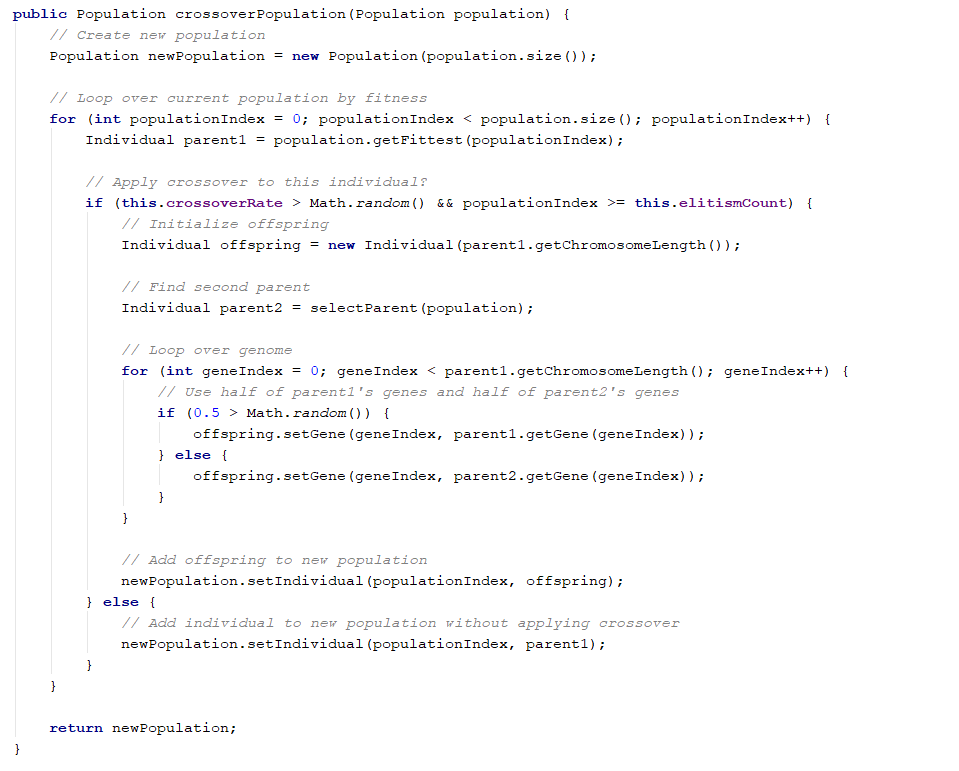 public Population crossoverPopulation(Population population) {
    // Create new population
    Population newPopulation = new Population(population.size());

    // Loop over current population by fitness
    for (int populationIndex = 0; populationIndex < population.size(); populationIndex++) {
        Individual parent1 = population.getFittest(populationIndex);

        // Apply crossover to this individual?
        if (this.crossoverRate > Math.random() && populationIndex >= this.elitismCount) {
            // Initialize offspring
            Individual offspring = new Individual(parent1.getChromosomeLength());

            // Find second parent
            Individual parent2 = selectParent(population);

            // Loop over genome
            for (int geneIndex = 0; geneIndex < parent1.getChromosomeLength(); geneIndex++) {
                // Use half of parent1's genes and half of parent2's genes
                if (0.5 > Math.random()) {
                    offspring.setGene(geneIndex, parent1.getGene(geneIndex));
                } else {
                    offspring.setGene(geneIndex, parent2.getGene(geneIndex));
                }
            }

            // Add offspring to new population
            newPopulation.setIndividual(populationIndex, offspring);
        } else {
            // Add individual to new population without applying crossover
            newPopulation.setIndividual(populationIndex, parent1);
        }
    }

    return newPopulation;
}